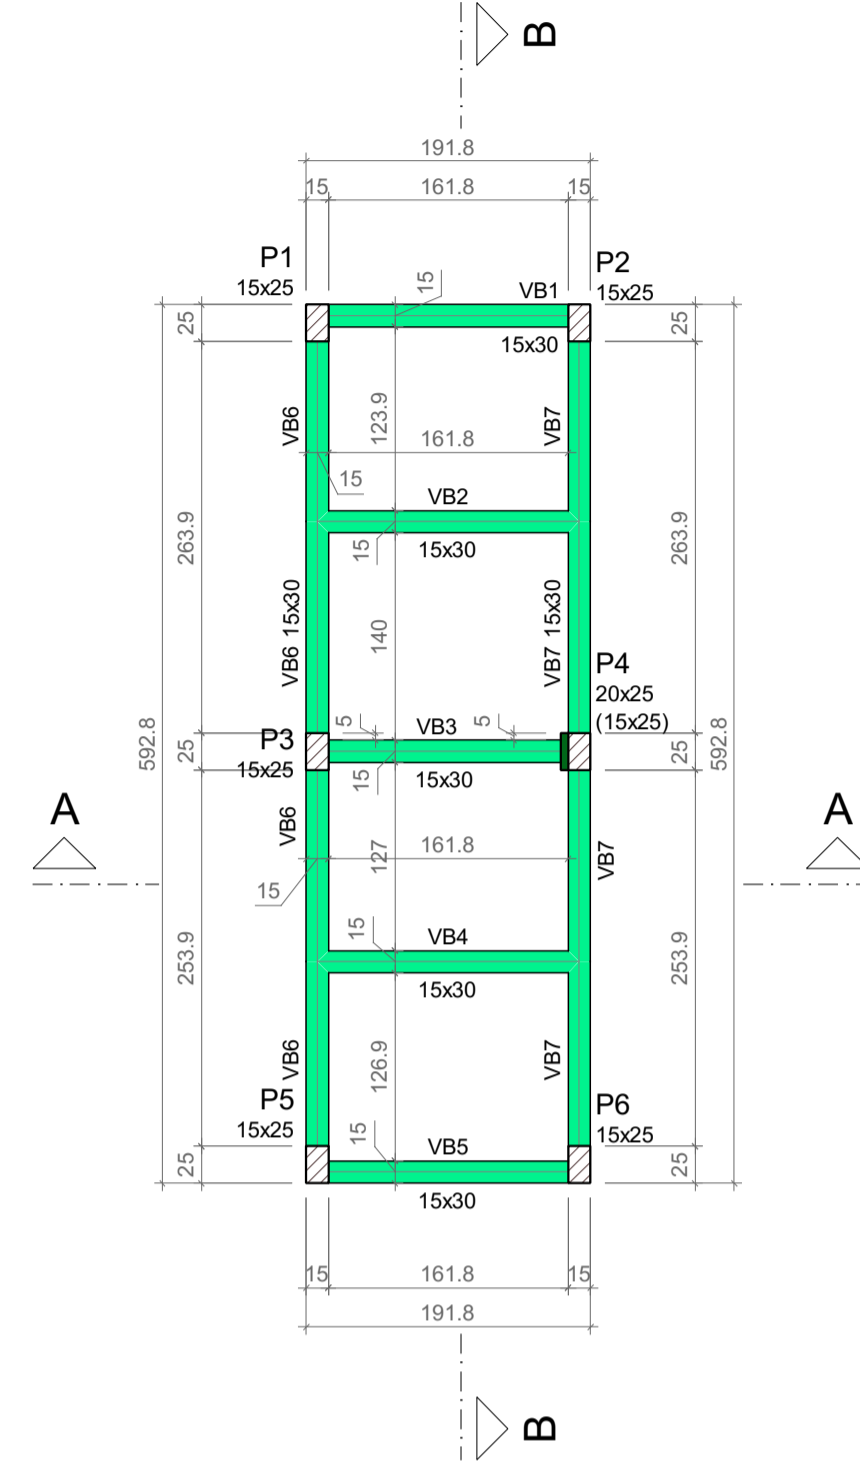 B
191.8
15 161.8 15
P1
15x25
P2
15x25
15
VB1
15x30
25
25
VB6
123.9
VB7
161.8
15
VB2
15
15x30
263.9
263.9
VB6 15x30
140
VB7 15x30
P4
20x25
(15x25)
592.8
592.8
P3
15x25
5
VB3
5
25
25
15
15x30
A
A
VB6
127
161.8
VB7
15
15
VB4
15x30
253.9
253.9
VB6
126.9
VB7
P5
15x25
P6
15x25
15
VB5
25
25
15x30
15 161.8 15
191.8
B